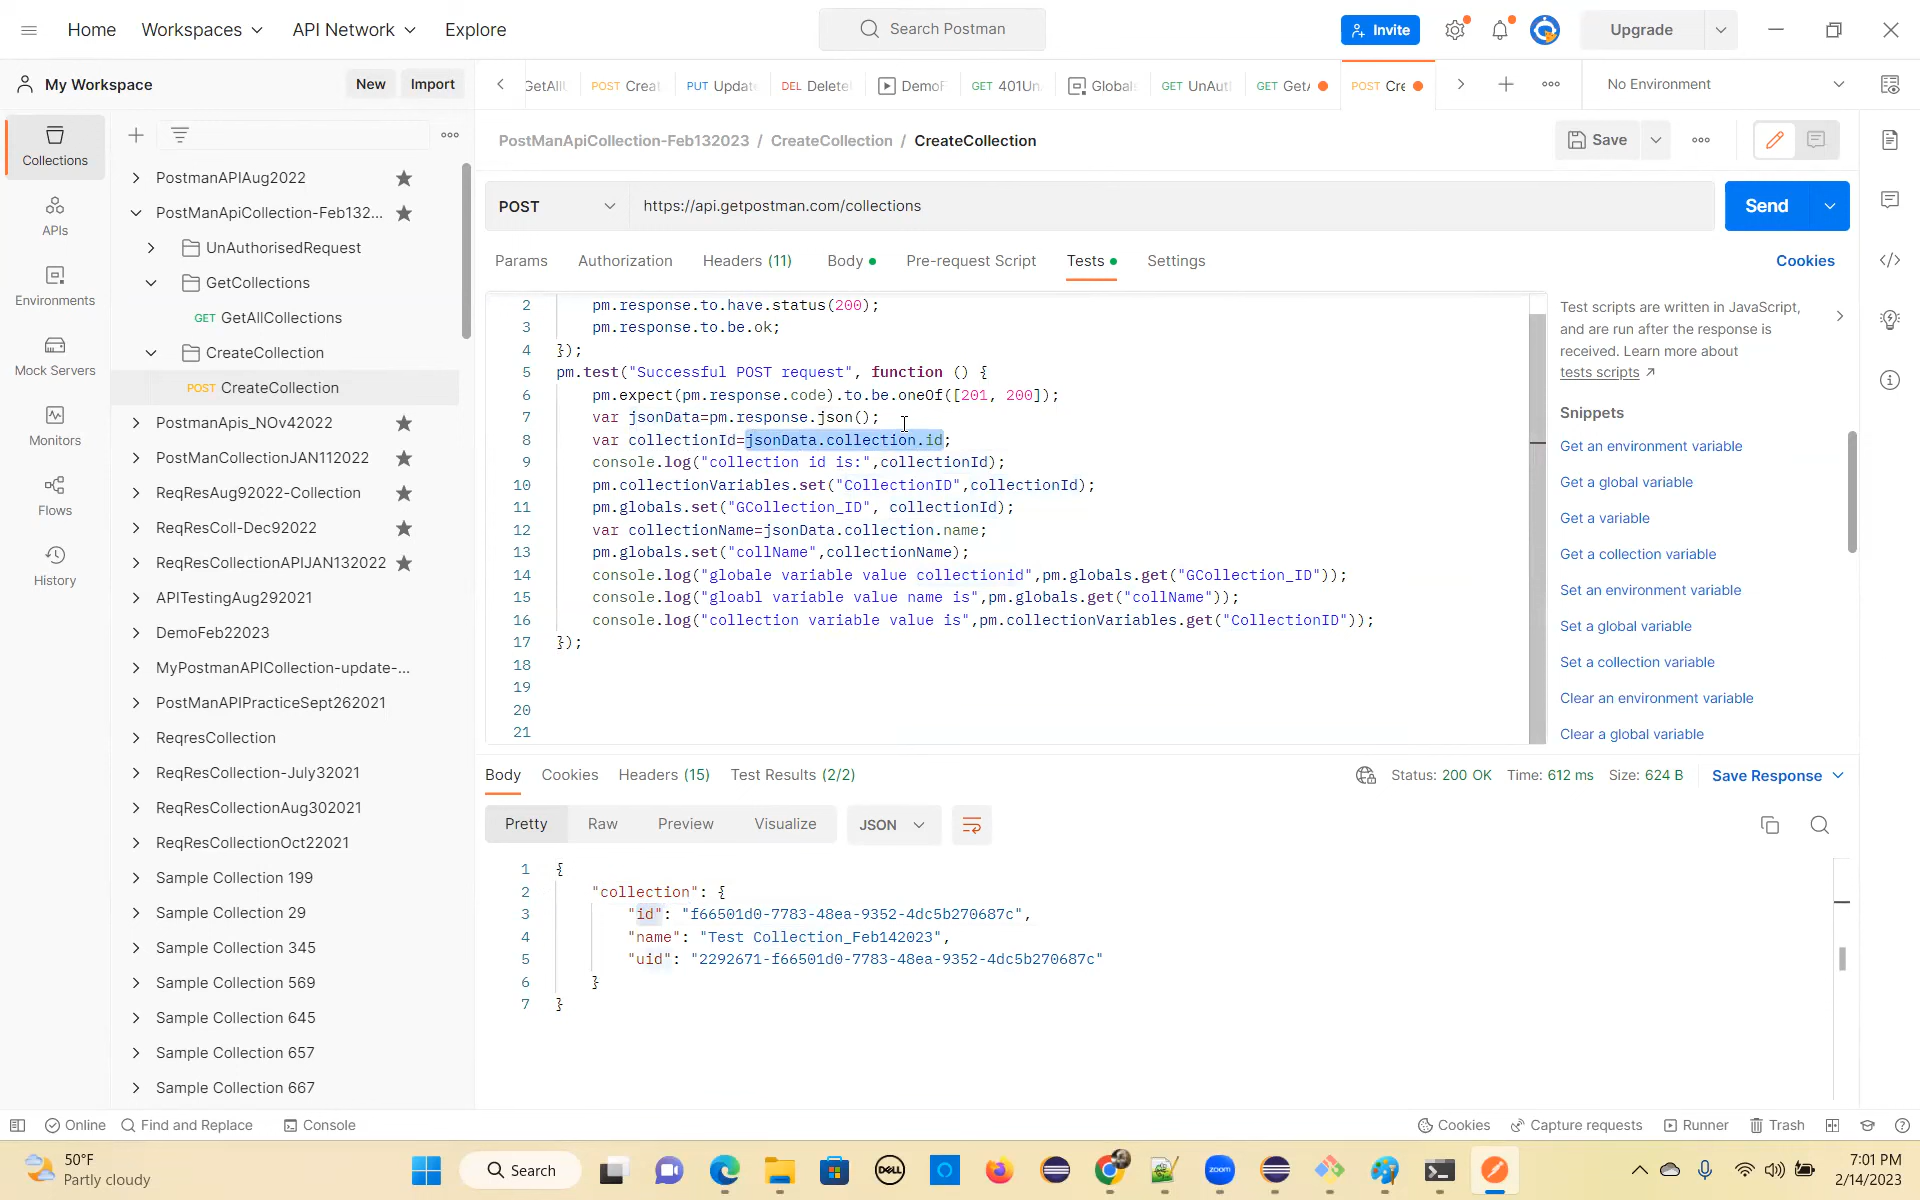 Home Workspaces API Network Explore Search Postman Invite Upgrade
My Workspace New Import GetAll POST Creat PUT Updat DEL Delete DemoF GET 401Un Global GET UnAut GET GetA POST Cre No Environment
PostManApiCollection-Feb132023 / CreateCollection / CreateCollection Save
POST https://api.getpostman.com/collections Send
Params Authorization Headers (11) Body Pre-request Script Tests Settings Cookies
Collections
APIs
Environments
Mock Servers
Monitors
Flows
History
PostmanAPIAug2022
PostManApiCollection-Feb132...
UnAuthorisedRequest
GetCollections
GET GetAllCollections
CreateCollection
POST CreateCollection
PostmanApis_NOv42022
PostManCollectionJAN112022
ReqResAug92022-Collection
ReqResColl-Dec92022
ReqResCollectionAPIJAN132022
APITestingAug292021
DemoFeb22023
MyPostmanAPICollection-update-...
PostManAPIPracticeSept262021
ReqresCollection
ReqResCollection-July32021
ReqResCollectionAug302021
ReqResCollectionOct22021
Sample Collection 199
Sample Collection 29
Sample Collection 345
Sample Collection 569
Sample Collection 645
Sample Collection 657
Sample Collection 667
2 pm.response.to.have.status(200);
3 pm.response.to.be.ok;
4 });
5 pm.test("Successful POST request", function () {
6 pm.expect(pm.response.code).to.be.oneOf([201, 200]);
7 var jsonData=pm.response.json();
8 var collectionId=jsonData.collection.id;
9 console.log("collection id is:",collectionId);
10 pm.collectionVariables.set("CollectionID",collectionId);
11 pm.globals.set("GCollection_ID", collectionId);
12 var collectionName=jsonData.collection.name;
13 pm.globals.set("collName",collectionName);
14 console.log("globale variable value collectionid",pm.globals.get("GCollection_ID"));
15 console.log("gloabl variable value name is",pm.globals.get("collName"));
16 console.log("collection variable value is",pm.collectionVariables.get("CollectionID"));
17 });
18
19
20
21
Test scripts are written in JavaScript,
and are run after the response is
received. Learn more about
tests scripts ↗
Snippets
Get an environment variable
Get a global variable
Get a variable
Get a collection variable
Set an environment variable
Set a global variable
Set a collection variable
Clear an environment variable
Clear a global variable
Body Cookies Headers (15) Test Results (2/2) Status: 200 OK Time: 612 ms Size: 624 B Save Response
Pretty Raw Preview Visualize JSON
1 {
2 "collection": {
3 "id": "f66501d0-7783-48ea-9352-4dc5b270687c",
4 "name": "Test Collection_Feb142023",
5 "uid": "2292671-f66501d0-7783-48ea-9352-4dc5b270687c"
6 }
7 }
Online Find and Replace Console Cookies Capture requests Runner Trash
50°F
Partly cloudy
Search
DELL
zoom
7:01 PM
2/14/2023